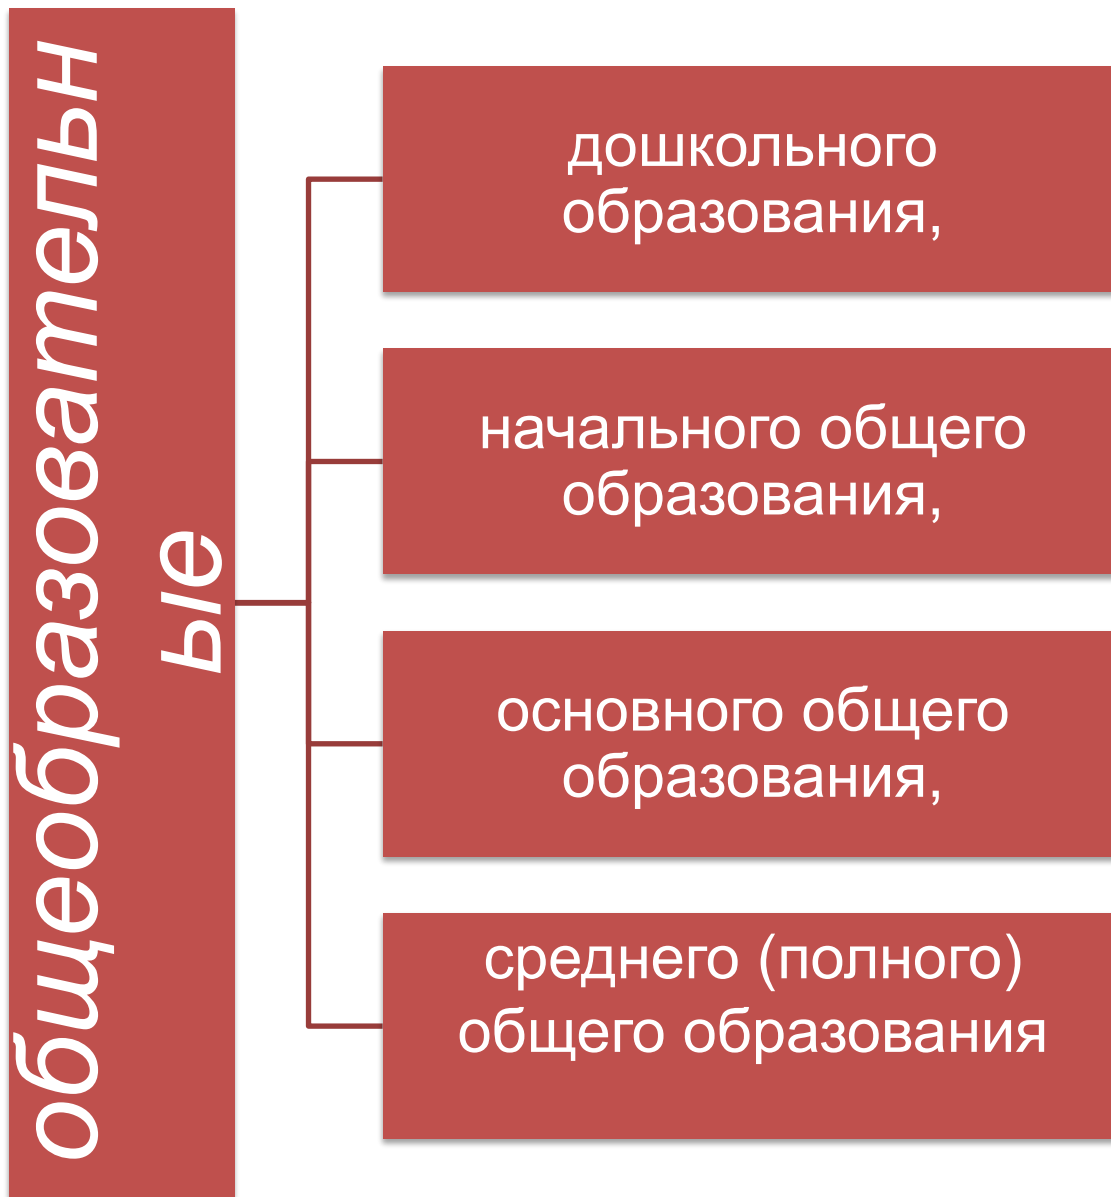 общеобразовательн
ые
дошкольного
образования,
начального общего
образования,
основного общего
образования,
среднего (полного)
общего образования